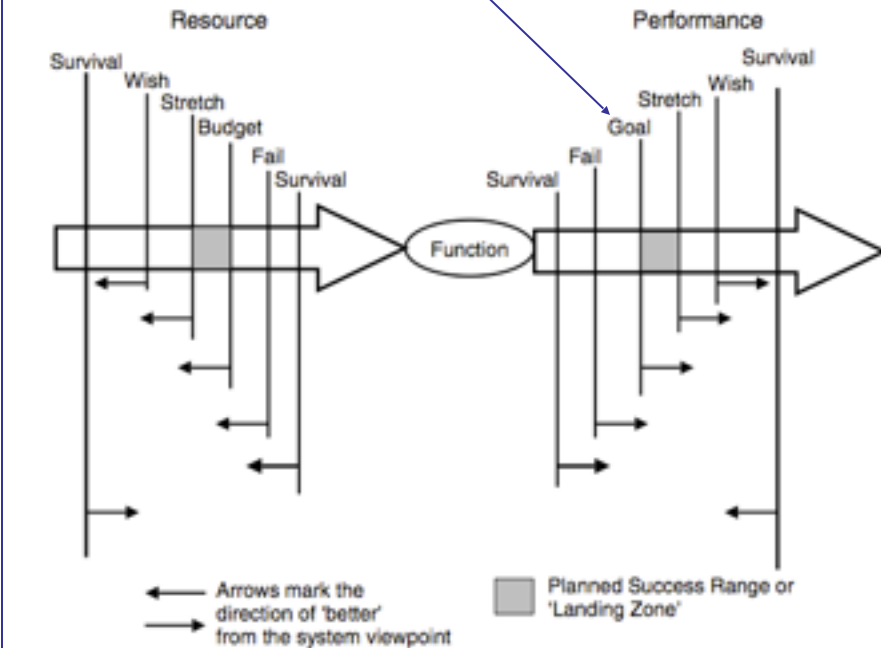 Resource
Survival
Wish
Stretch
Budget
Fail
Survival
Function
Performance
Survival
Fail
Goal
Stretch
Wish
Survival
Arrows mark the
direction of 'better'
from the system viewpoint
Planned Success Range or
'Landing Zone'